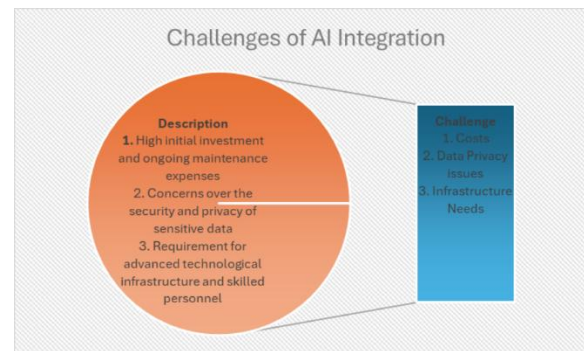 Challenges of AI Integration
Description
1. High initial investment
and ongoing maintenance
expenses
2. Concerns over the
security and privacy of
sensitive data
3. Requirement for
advanced technological
infrastructure and skilled
personnel
Challenge
1. Costs
2. Data Privacy
issues
3. Infrastructure
Needs